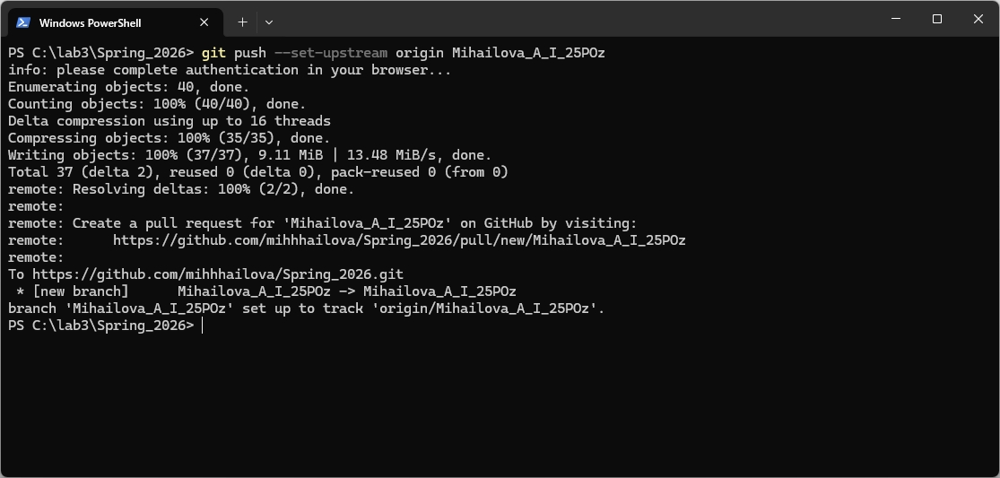 Windows PowerShell
PS C:\lab3\Spring_2026> git push --set-upstream origin Mihailova_A_I_25POz
info: please complete authentication in your browser...
Enumerating objects: 40, done.
Counting objects: 100% (40/40), done.
Delta compression using up to 16 threads
Compressing objects: 100% (35/35), done.
Writing objects: 100% (37/37), 9.11 MiB | 13.48 MiB/s, done.
Total 37 (delta 2), reused 0 (delta 0), pack-reused 0 (from 0)
remote: Resolving deltas: 100% (2/2), done.
remote:
remote: Create a pull request for 'Mihailova_A_I_25POz' on GitHub by visiting:
remote:      https://github.com/mihhhailova/Spring_2026/pull/new/Mihailova_A_I_25POz
remote:
To https://github.com/mihhhailova/Spring_2026.git
 * [new branch]      Mihailova_A_I_25POz -> Mihailova_A_I_25POz
branch 'Mihailova_A_I_25POz' set up to track 'origin/Mihailova_A_I_25POz'.
PS C:\lab3\Spring_2026>